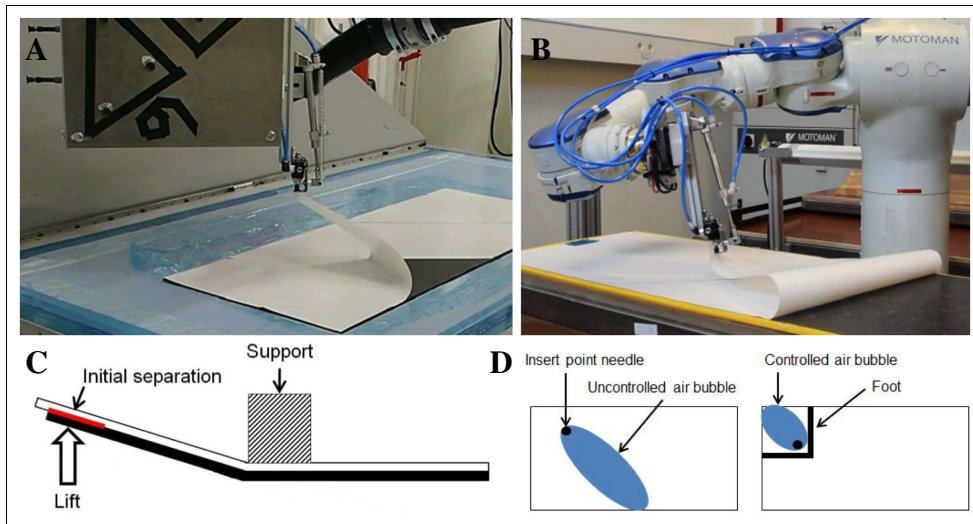 A
B
MOTOMAN
MOTOMAN
C
Support
Initial separation
Lift
D
Insert point needle
Uncontrolled air bubble
Controlled air bubble
Foot